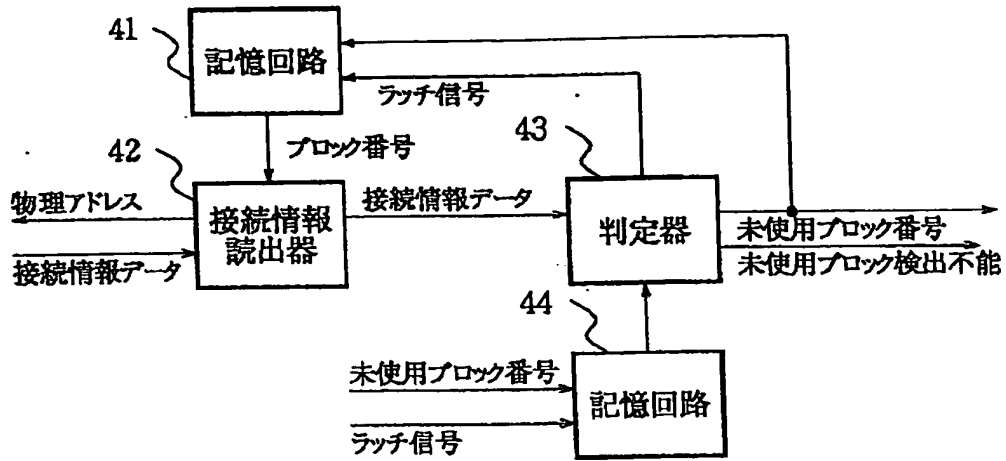 41
記憶回路
ラッチ信号
ブロック番号
42
43
物理アドレス
接続情報
読出器
接続情報データ
接続情報データ
判定器
未使用ブロック番号
未使用ブロック検出不能
44
未使用ブロック番号
記憶回路
ラッチ信号